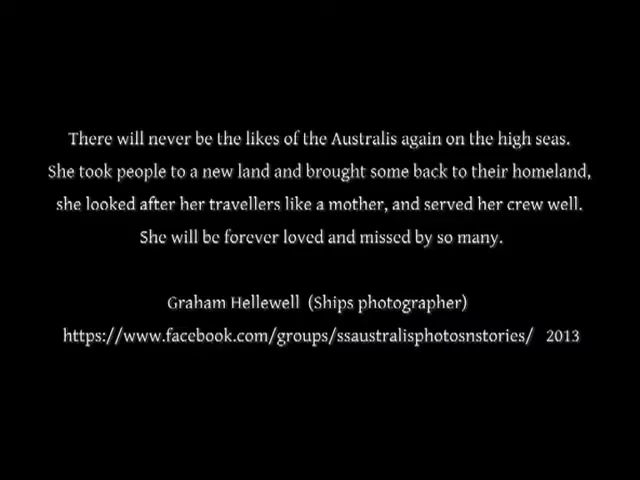 There will never be the likes of the Australis again on the high seas.
She took people to a new land and brought some back to their homeland,
she looked after her travellers like a mother, and served her crew well.
She will be forever loved and missed by so many.
Graham Hellewell (Ships photographer)
https://www.facebook.com/groups/ssaustralisphotosnstories/ 2013